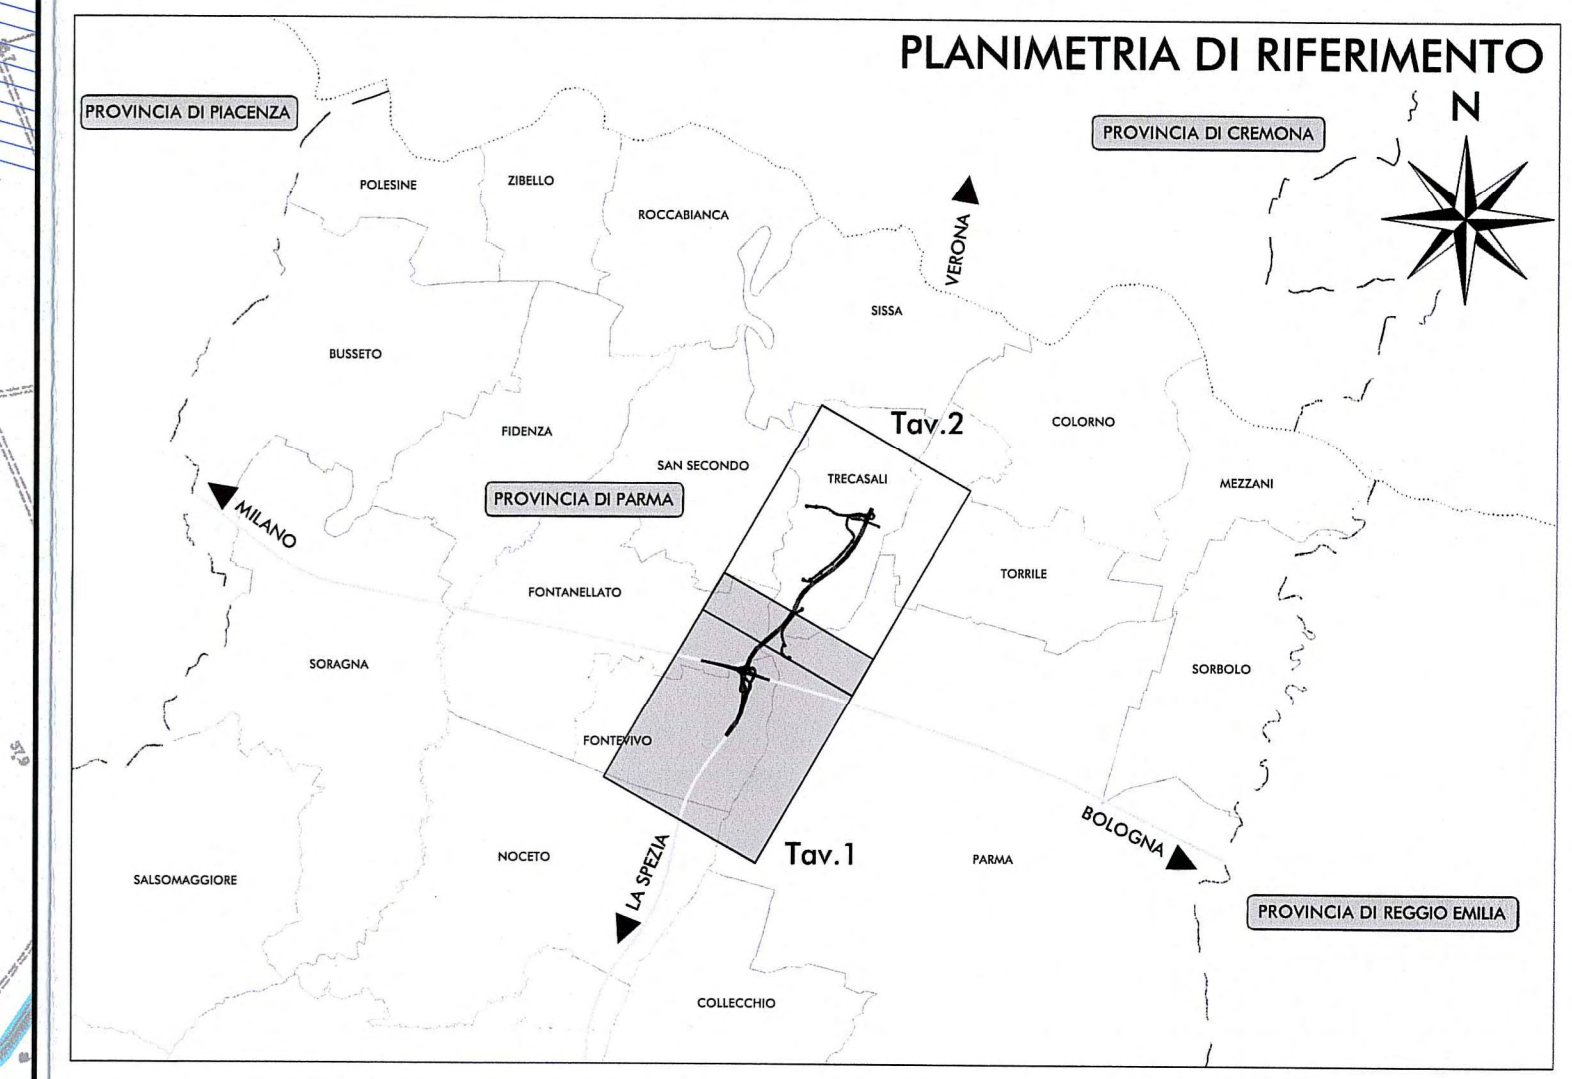 PLANIMETRIA DI RIFERIMENTO
PROVINCIA DI PIACENZA
N
PROVINCIA DI CREMONA
POLESINE
ZIBELLO
ROCCABIANCA
VERONA
SISSA
BUSSETO
COLORNO
Tav.2
FIDENZA
SAN SECONDO
TRECASALI
MEZZANI
PROVINCIA DI PARMA
MILANO
TORRILE
FONTANELLATO
SORAGNA
SORBOLO
FONTEVIVO
BOLOGNA
Tav.1
NOCETO
PARMA
LA SPEZIA
SALSOMAGGIORE
PROVINCIA DI REGGIO EMILIA
COLLECCHIO